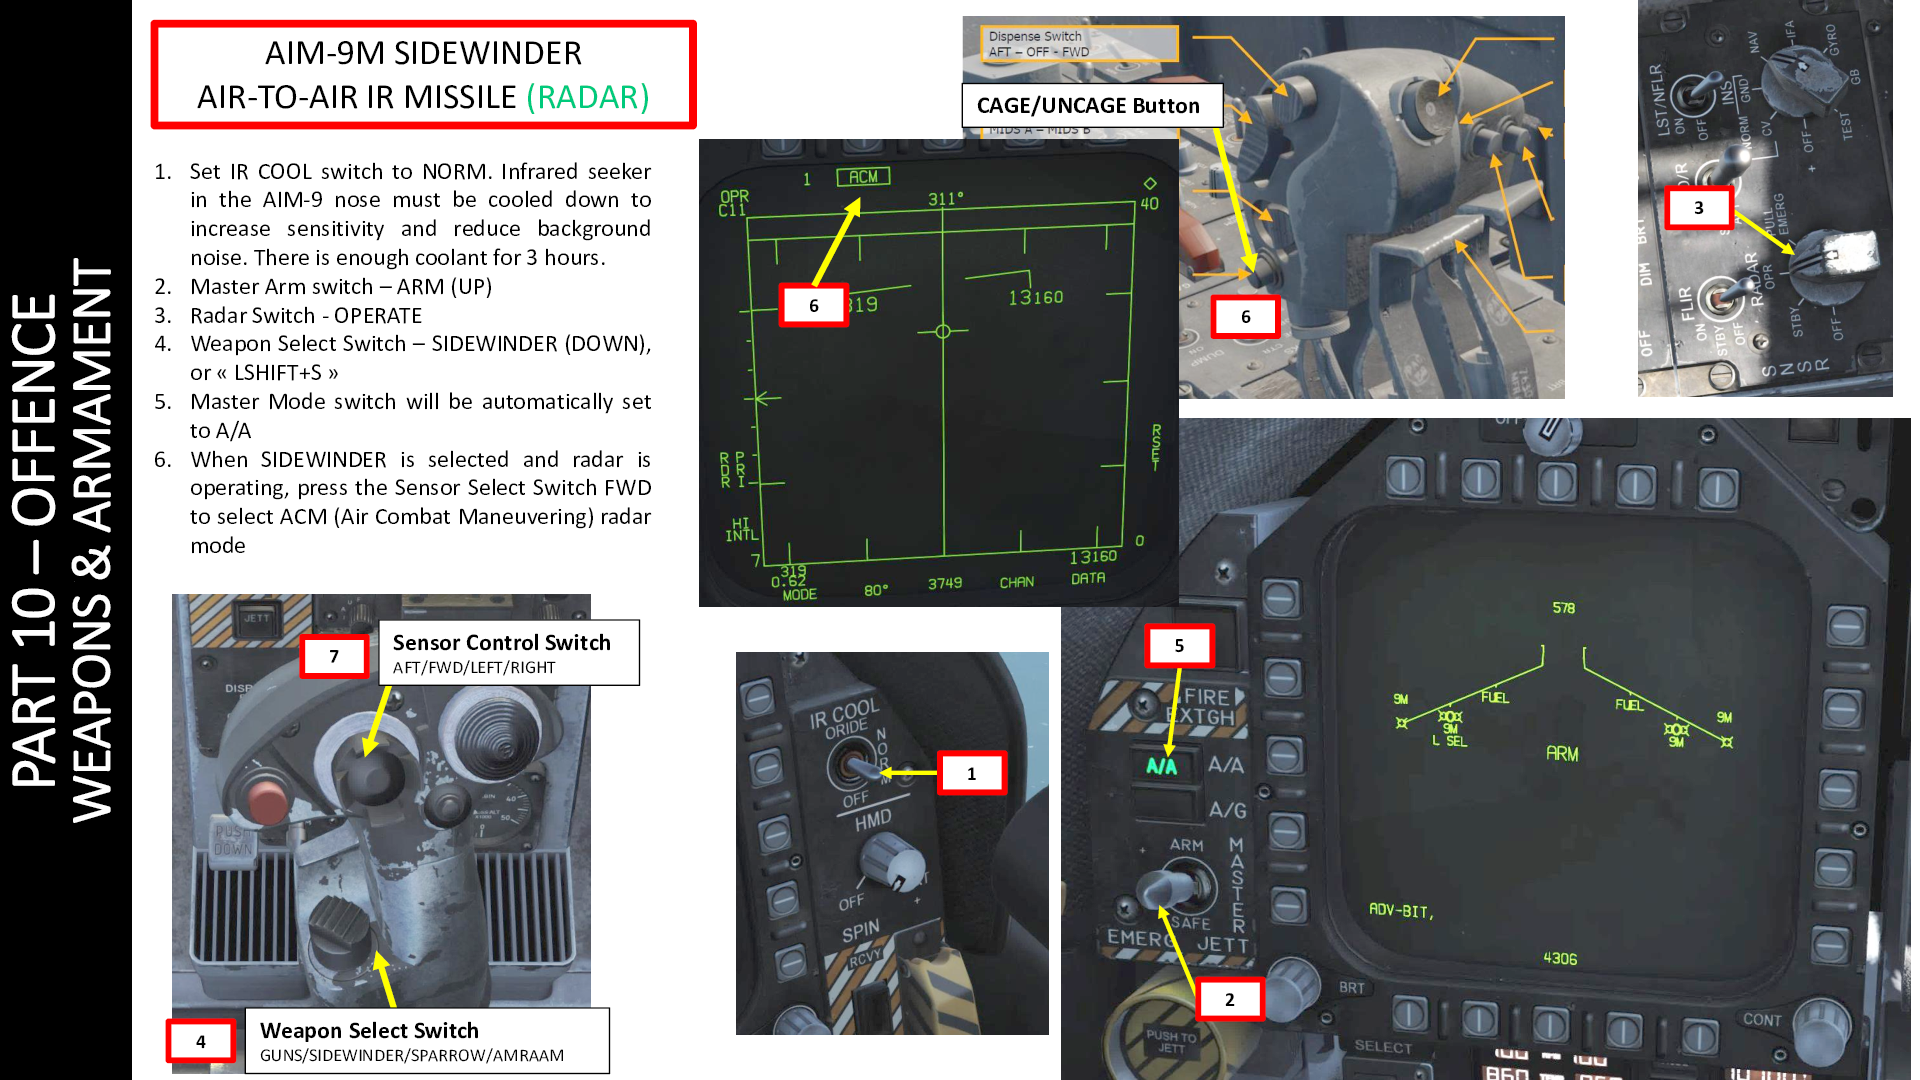 PART 10 – OFFENCE
WEAPONS & ARMAMENT
AIM-9M SIDEWINDER
AIR-TO-AIR IR MISSILE (RADAR)
1. Set IR COOL switch to NORM. Infrared seeker
in the AIM-9 nose must be cooled down to
increase sensitivity and reduce background
noise. There is enough coolant for 3 hours.
2. Master Arm switch – ARM (UP)
3. Radar Switch - OPERATE
4. Weapon Select Switch – SIDEWINDER (DOWN),
or « LSHIFT+S »
5. Master Mode switch will be automatically set
to A/A
6. When SIDEWINDER is selected and radar is
operating, press the Sensor Select Switch FWD
to select ACM (Air Combat Maneuvering) radar
mode
JETT
7
Sensor Control Switch
AFT/FWD/LEFT/RIGHT
DISP
PUSH
DOWN
40
50
4
Weapon Select Switch
GUNS/SIDEWINDER/SPARROW/AMRAAM
Dispense Switch
AFT – OFF - FWD
CAGE/UNCAGE Button
MIDS A – MIDS B
6
1 ACM
OPR
C11
311°
40
6
319
13160
RSET
PRI
RDR
HI
INTL
7
0
319
0.62
13160
MODE
80°
3749
CHAN
DATA
LST/NFLR
ON
OFF
INS
NORM
GND
CV
NAV
IFA
GYRO
GB
TEST
OFF
+
3
PULL
EMERG
RADAR
OPR
STBY
OFF
FLIR
ON
STBY
OFF
BRT
DIM
OFF
SNSR
IR COOL
ORIDE
NORM
OFF
1
HMD
OFF
+
SPIN
RCVY
5
FIRE
EXTGH
A/A
A/A
A/G
ARM
MASTER
SAFE
EMERG JETT
2
PUSH TO
JETT
578
9M
FUEL
FUEL
9M
9M
L SEL
9M
ARM
ADV-BIT,
4306
BRT
CONT
SELECT